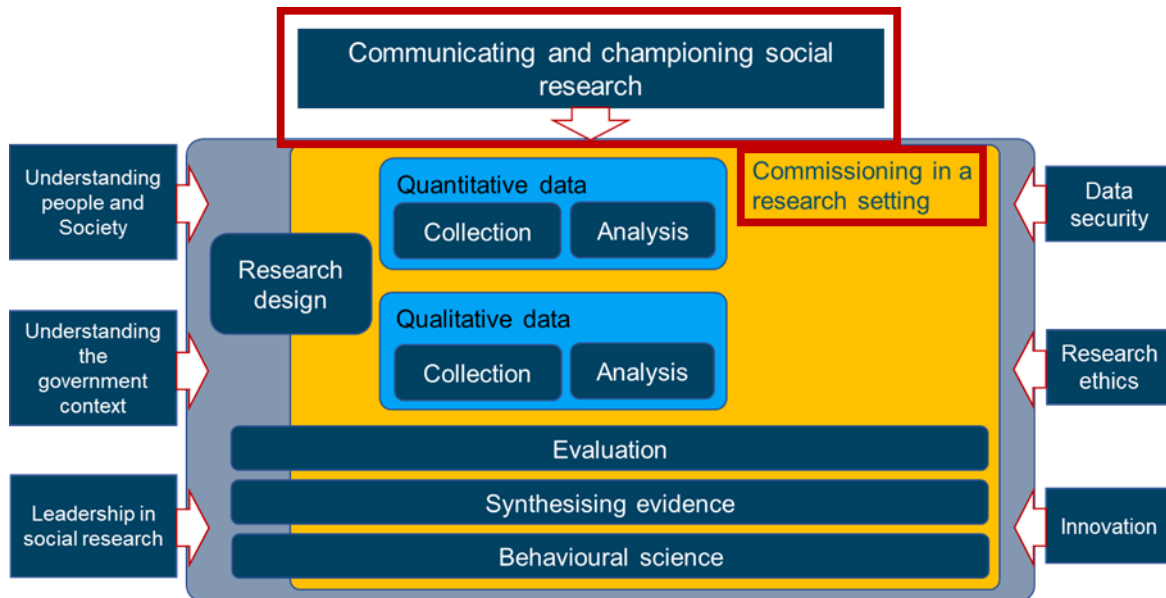 Communicating and championing social
research
Understanding
people and
Society
Understanding
the
government
context
Leadership in
social research
Research
design
Quantitative data
Collection
Analysis
Qualitative data
Collection
Analysis
Commissioning in a
research setting
Evaluation
Synthesising evidence
Behavioural science
Data
security
Research
ethics
Innovation